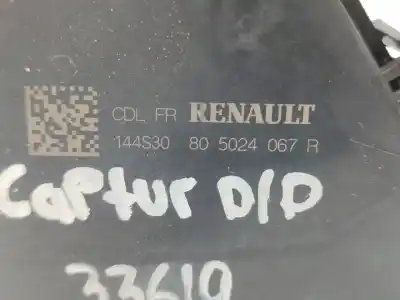 CDL FR RENAULT
144S30 80 5024 067 R
Captur D/D
33619